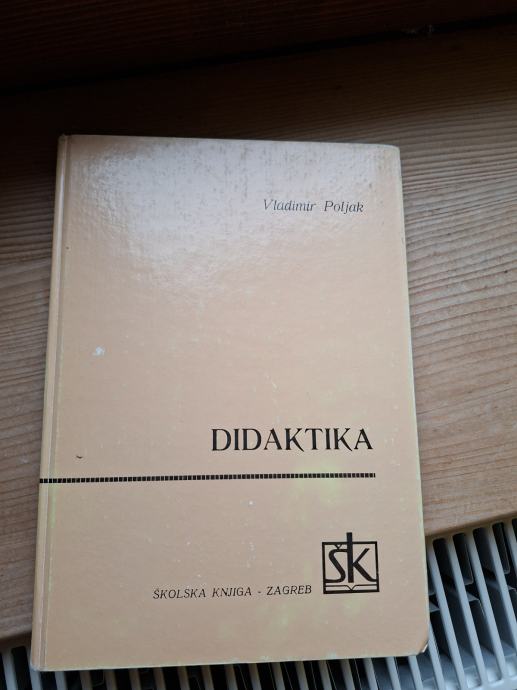 Vladimir Poljak
DIDAKTIKA
ŠKOLSKA KNJIGA - ZAGREB
ŠK